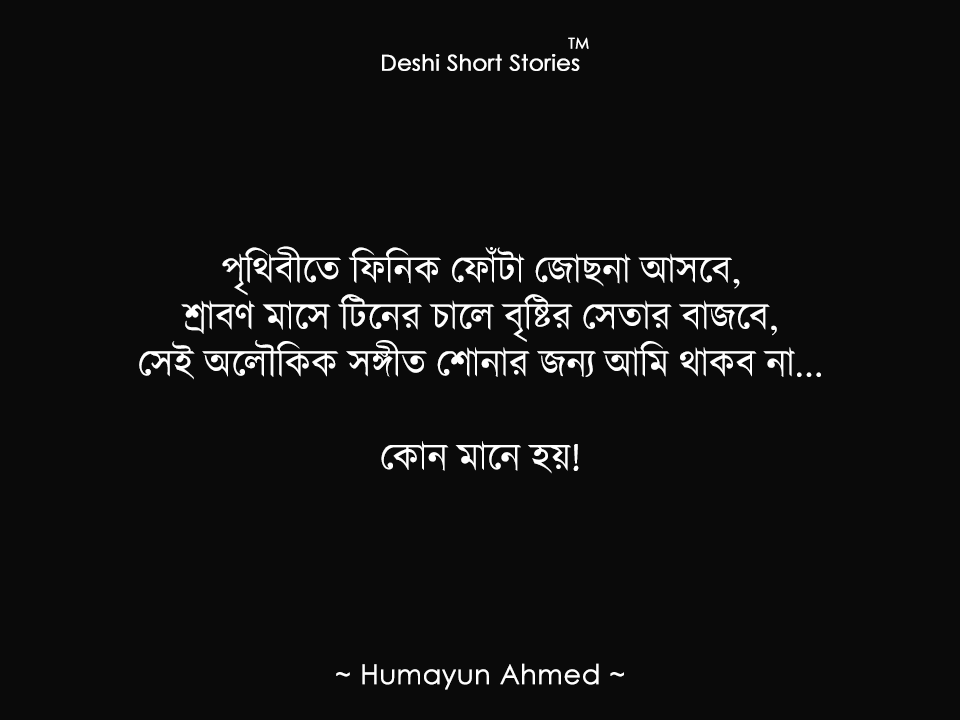 Deshi Short Stories™
পৃথিবীতে ফিনিক ফোঁটা জোছনা আসবে,
শ্রাবণ মাসে টিনের চালে বৃষ্টির সেতার বাজবে,
সেই অলৌকিক সঙ্গীত শোনার জন্য আমি থাকব না...
কোন মানে হয়!
~ Humayun Ahmed ~